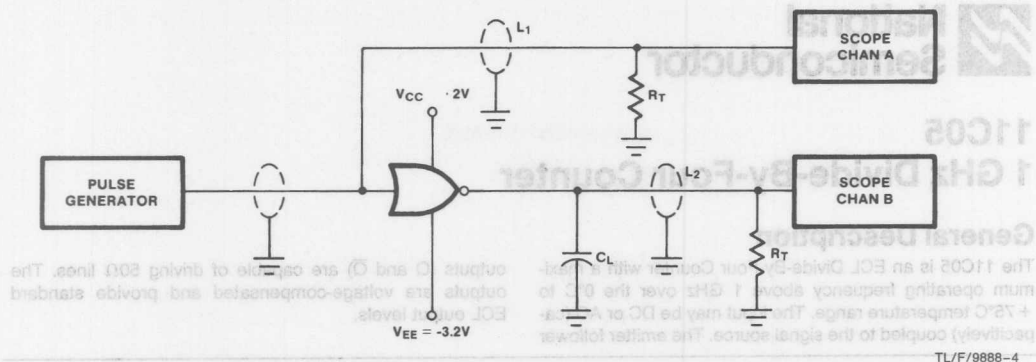 L1
SCOPE
CHAN A
VCC · 2V
RT
National
Semiconductor
11C05
1 GHz Divide-By-Four Counter
PULSE
GENERATOR
L2
SCOPE
CHAN B
CL
RT
General Description
The 11C05 is an ECL Divide-By-Four Counter with a maxi-
mum operating frequency above 1 GHz over the 0°C to
+75°C temperature range. The input may be DC or AC (ca-
pacitively) coupled to the signal source. The emitter follower
outputs (Q and Q̅) are capable of driving 50Ω lines. The
outputs are voltage-compensated and provide standard
ECL output levels.
VEE = -3.2V
TL/F/9888-4